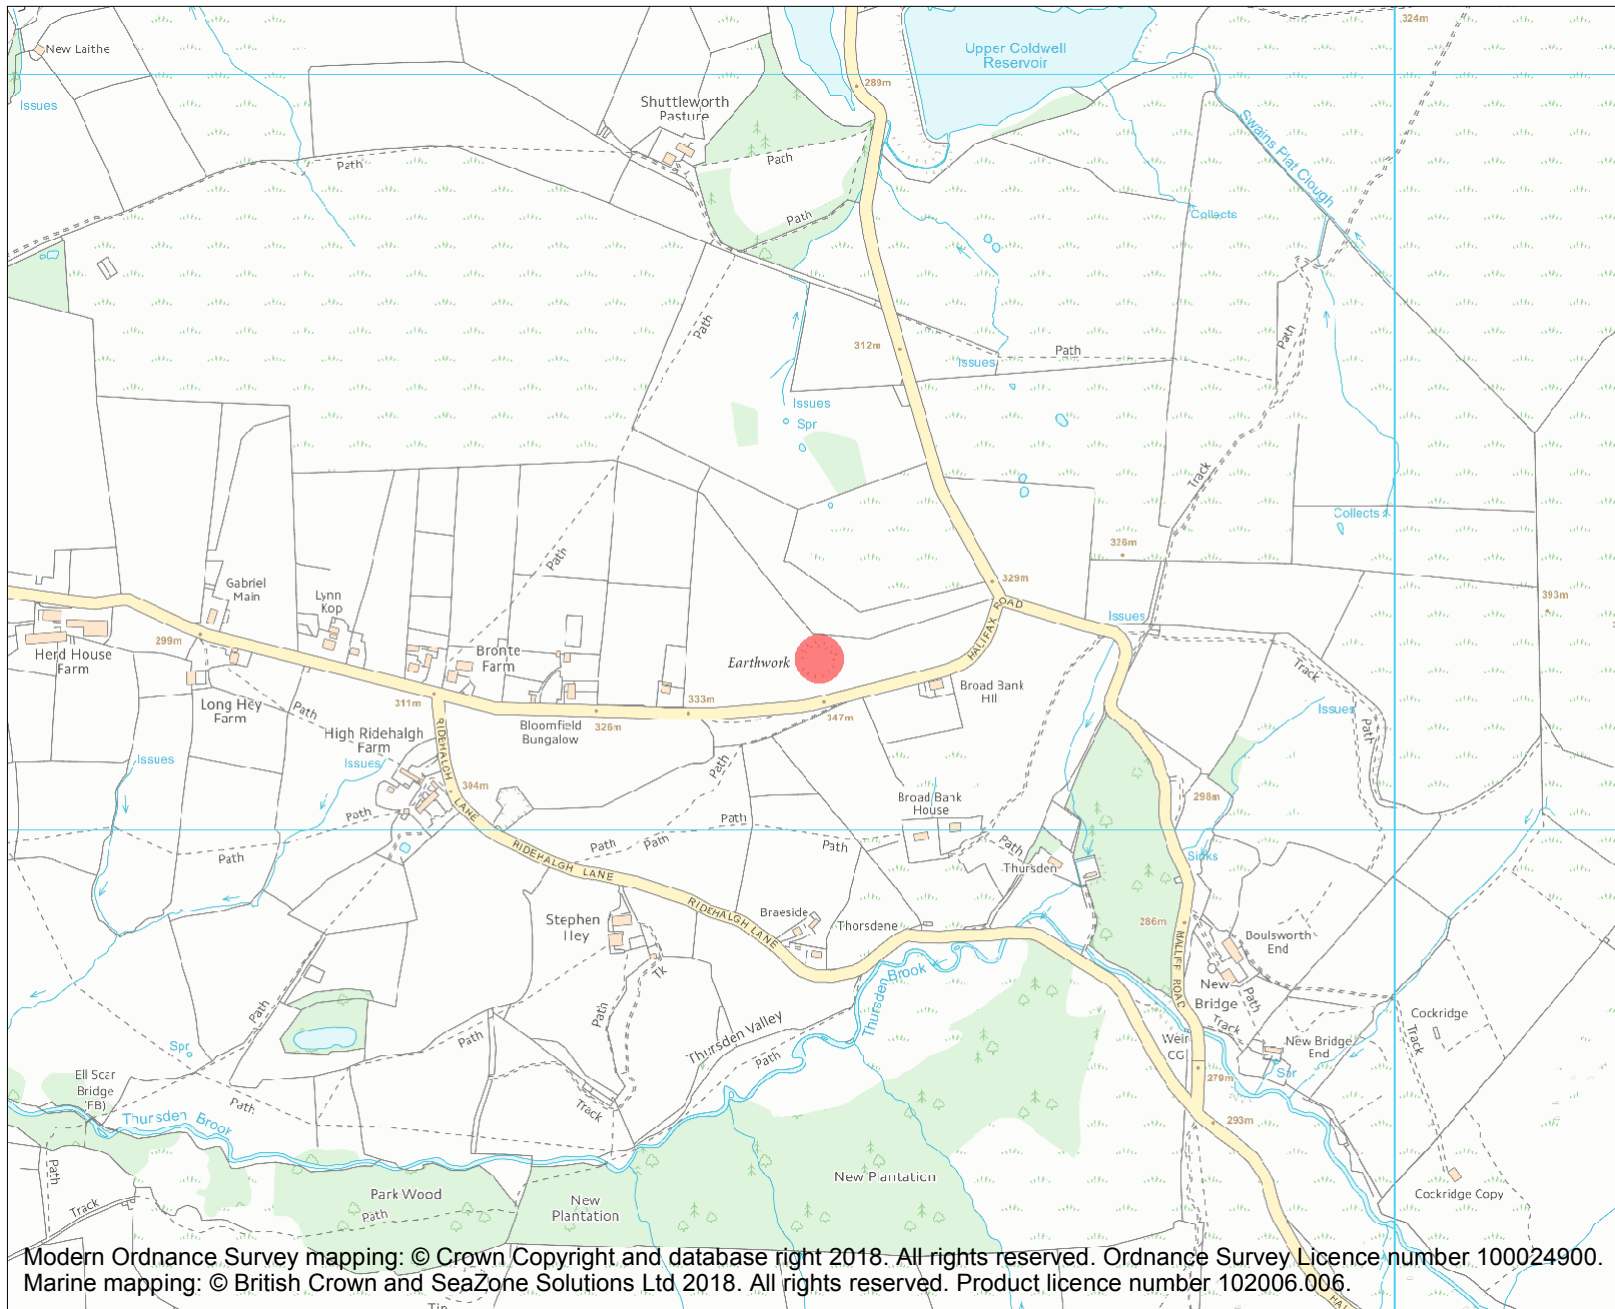 324m
New Laithe
Upper Coldwell
Reservoir
289m
Issues
Shuttleworth
Pasture
Swains Plat Clough
Path
Path
Path
Collects
Path
312m
Issues
Path
Path
Issues
Spr
Track
Collects
326m
Path
329m
Gabriel
Main
Lynn
Kop
393m
HALIFAX ROAD
Issues
299m
Herd House
Farm
Bronte
Farm
Earthwork
Track
Broad Bank
Hll
333m
311m
Long Hey
Farm
Path
347m
326m
Issues
Bloomfield
Bungalow
High Ridehalgh
Farm
RIDEHALGH LANE
Path
Issues
Issues
Path
304m
298m
Broad Bank
House
Path
Path
Path
Path
Path
Path
Path
RIDEHALGH LANE
Thursden
Sinks
RIDEHALGH LANE
Braeside
Thorsdene
Stephen
Hey
286m
MALLIFF ROAD
Boulsworth
End
Tk
Thursden Brook
New
Bridge
Path
Path
Path
Cockridge
Thursden Valley
Track
Path
Path
Weir
CG
New Bridge
End
Track
Spr
Ell Scar
Bridge
(FB)
279m
Path
Track
Thursden Brook
293m
Path
New Plantation
Park Wood
Cockridge Copy
Track
New
Plantation
Path
Modern Ordnance Survey mapping: © Crown Copyright and database right 2018. All rights reserved. Ordnance Survey Licence number 100024900.
Marine mapping: © British Crown and SeaZone Solutions Ltd 2018. All rights reserved. Product licence number 102006.006.